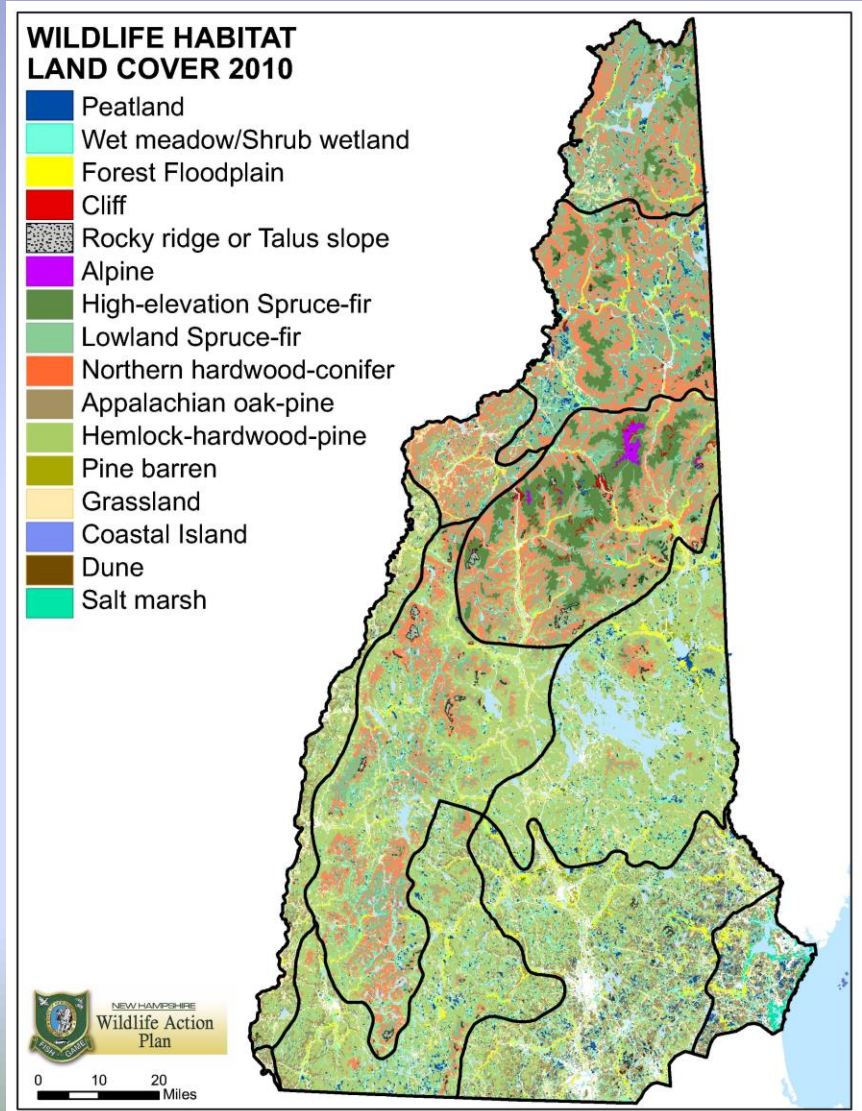 WILDLIFE HABITAT
LAND COVER 2010
Peatland
Wet meadow/Shrub wetland
Forest Floodplain
Cliff
Rocky ridge or Talus slope
Alpine
High-elevation Spruce-fir
Lowland Spruce-fir
Northern hardwood-conifer
Appalachian oak-pine
Hemlock-hardwood-pine
Pine barren
Grassland
Coastal Island
Dune
Salt marsh
NEW HAMPSHIRE
Wildlife Action
Plan
FISH GAME
0 10 20
Miles